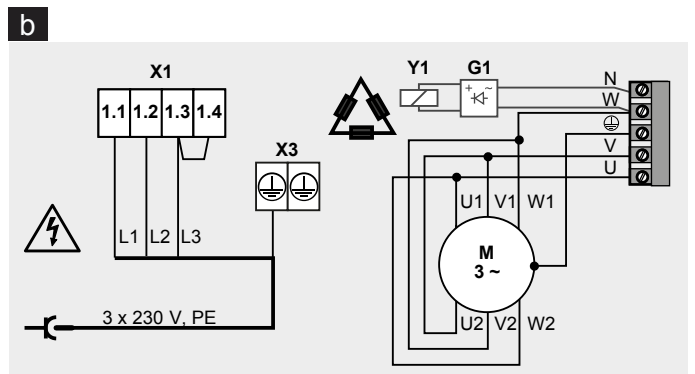 b
X1
1.1 1.2 1.3 1.4
X3
L1 L2 L3
3 x 230 V, PE
Y1 G1
+ ~
N
W
V
U
U1 V1 W1
M
3 ~
U2 V2 W2